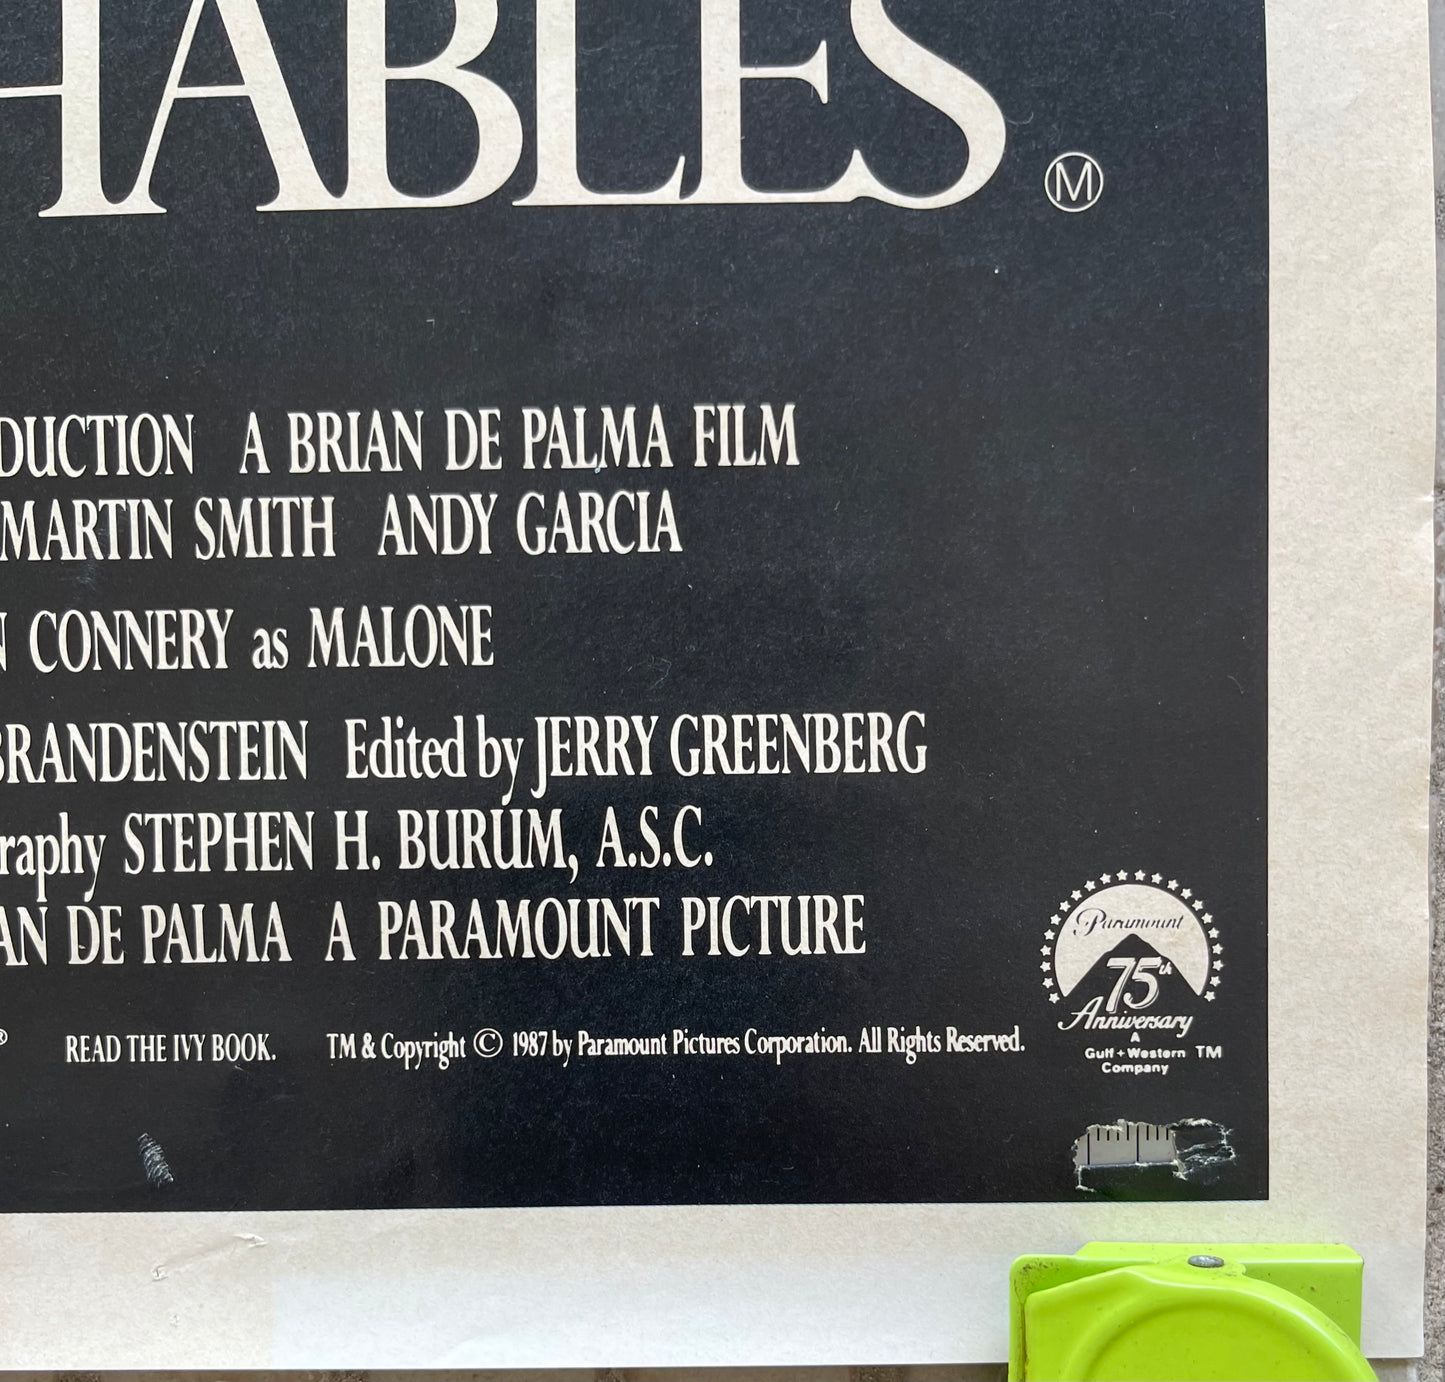 HABLES Ⓜ
DUCTION A BRIAN DE PALMA FILM
MARTIN SMITH ANDY GARCIA
N CONNERY as MALONE
BRANDENSTEIN Edited by JERRY GREENBERG
raphy STEPHEN H. BURUM, A.S.C.
AN DE PALMA A PARAMOUNT PICTURE
® READ THE IVY BOOK. TM & Copyright © 1987 by Paramount Pictures Corporation. All Rights Reserved.
Paramount
75th
Anniversary
A
Gulf + Western TM
Company